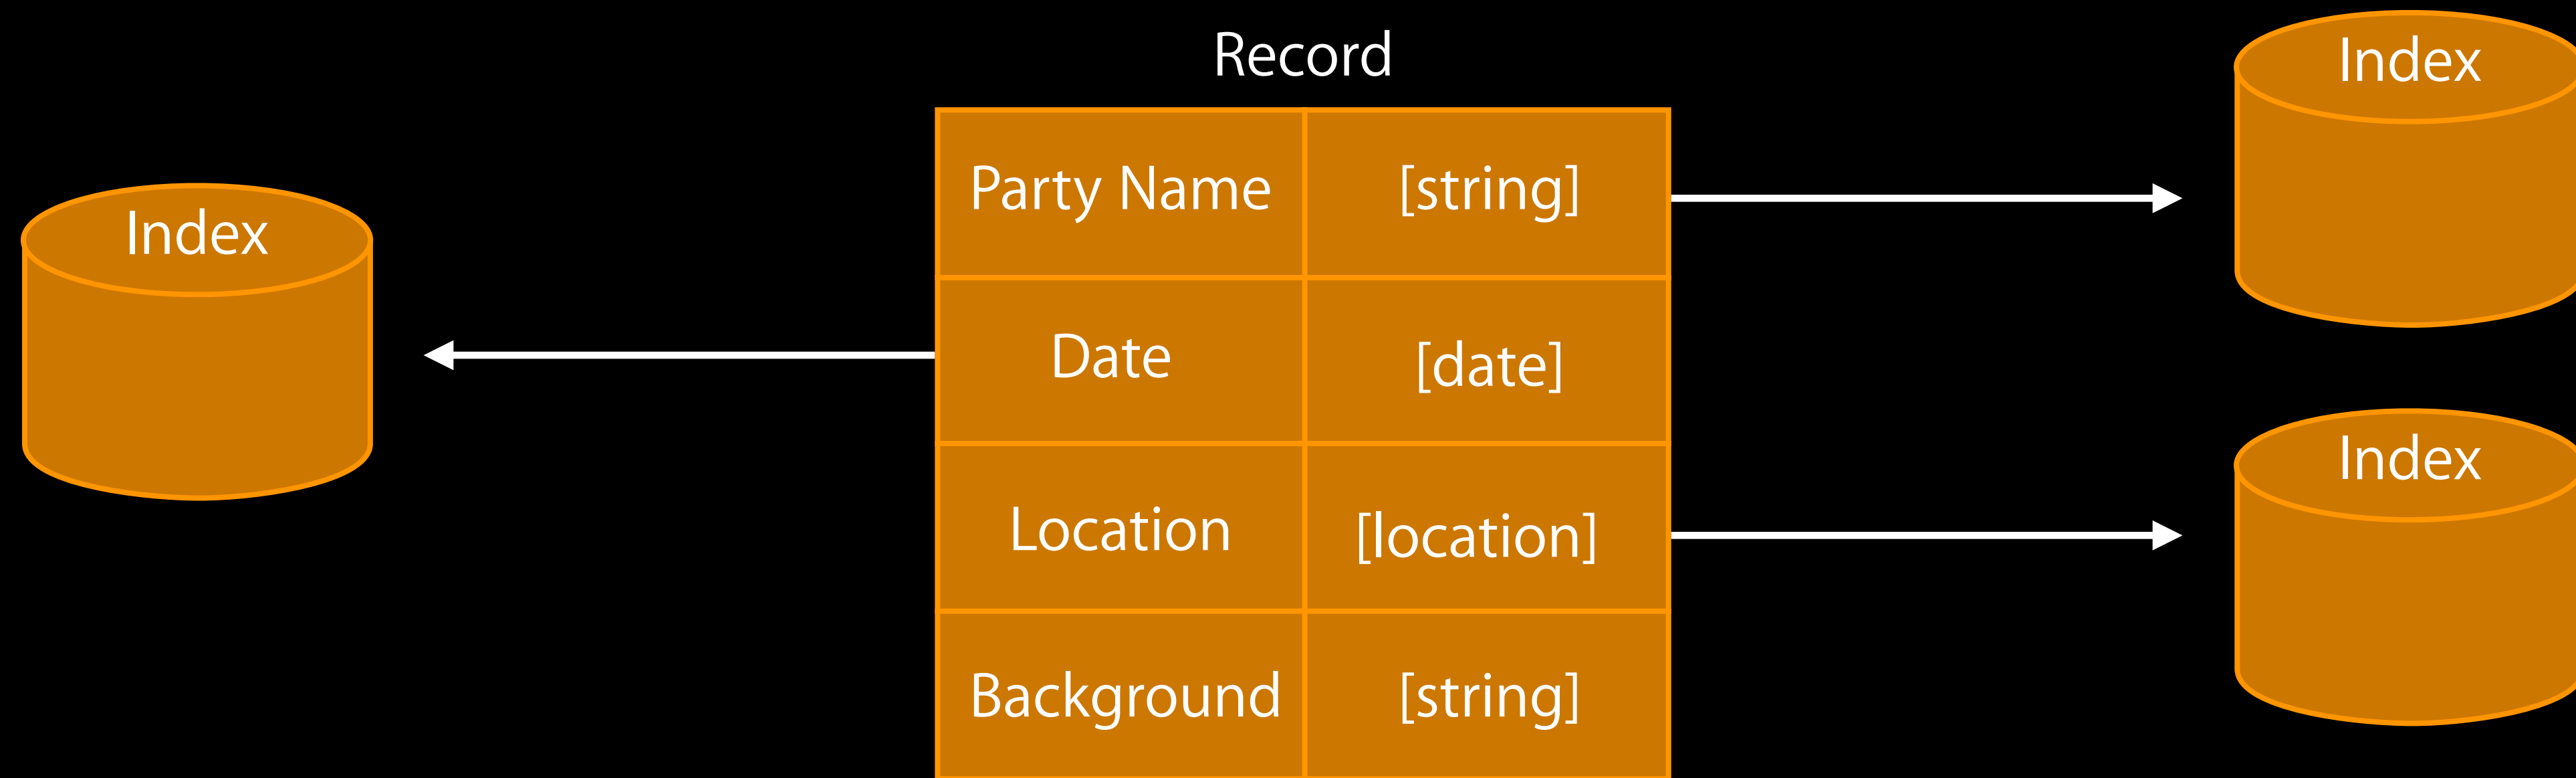 Record
Index
Index
Party Name [string]
Date [date]
Location [location]
Background [string]
Index